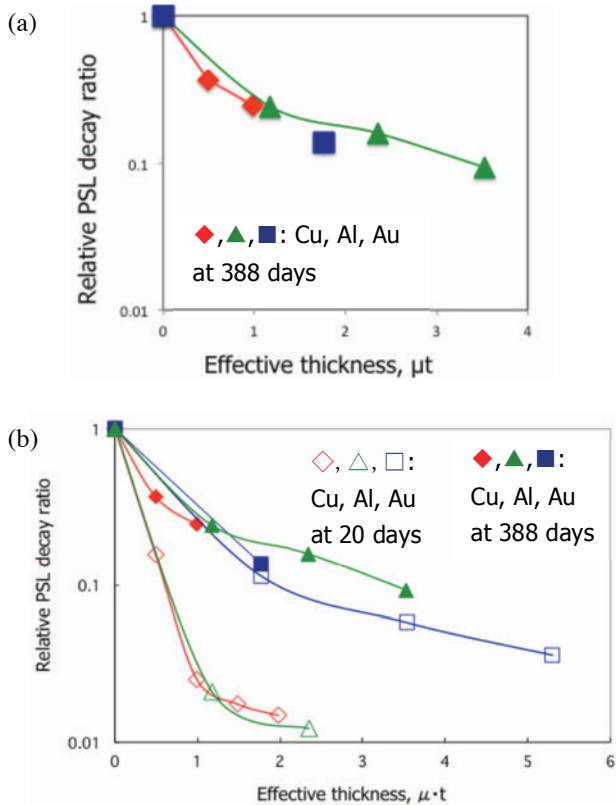 (a)
1
0.1
0.01
Relative PSL decay ratio
◆,▲,■: Cu, Al, Au
at 388 days
0 1 2 3 4
Effective thickness, μt
(b)
1
0.1
0.01
Relative PSL decay ratio
◇, △, □:
Cu, Al, Au
at 20 days
◆,▲,■:
Cu, Al, Au
at 388 days
0 1 2 3 4 5 6
Effective thickness, μ·t